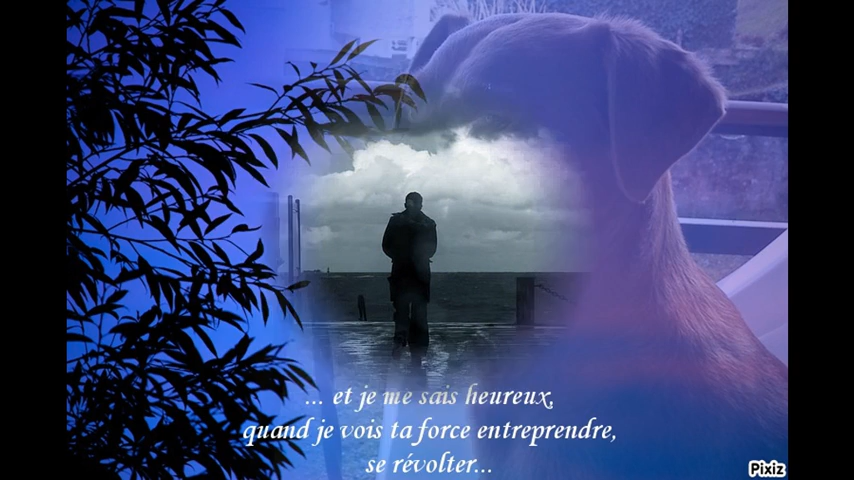 ... et je me sais heureux,
quand je vois ta force entreprendre,
se révolter...
Pixiz